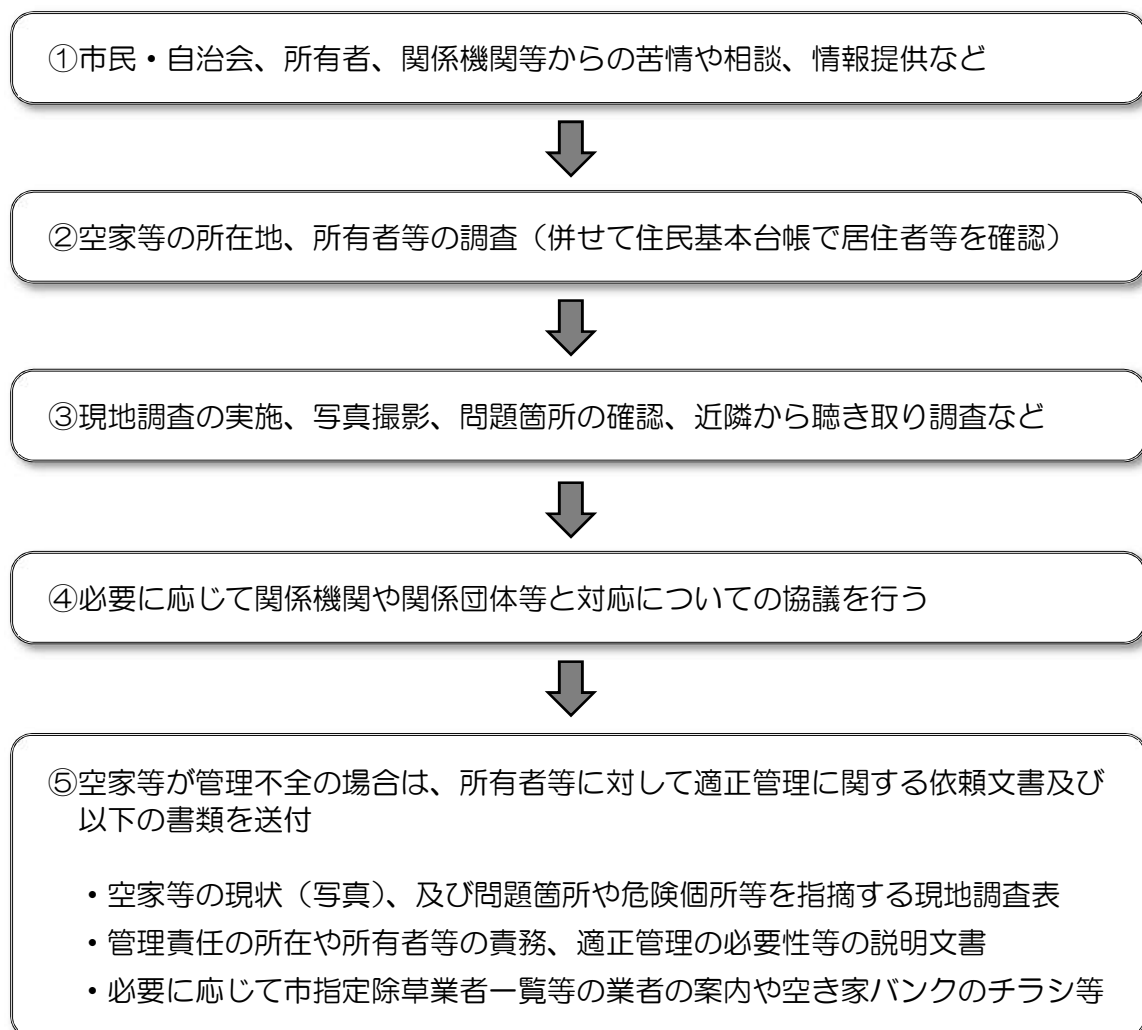 ①市民・自治会、所有者、関係機関等からの苦情や相談、情報提供など
②空家等の所在地、所有者等の調査（併せて住民基本台帳で居住者等を確認）
③現地調査の実施、写真撮影、問題箇所の確認、近隣から聴き取り調査など
④必要に応じて関係機関や関係団体等と対応についての協議を行う
⑤空家等が管理不全の場合は、所有者等に対して適正管理に関する依頼文書及び
以下の書類を送付
・空家等の現状（写真）、及び問題箇所や危険個所等を指摘する現地調査表
・管理責任の所在や所有者等の責務、適正管理の必要性等の説明文書
・必要に応じて市指定除草業者一覧等の業者の案内や空き家バンクのチラシ等